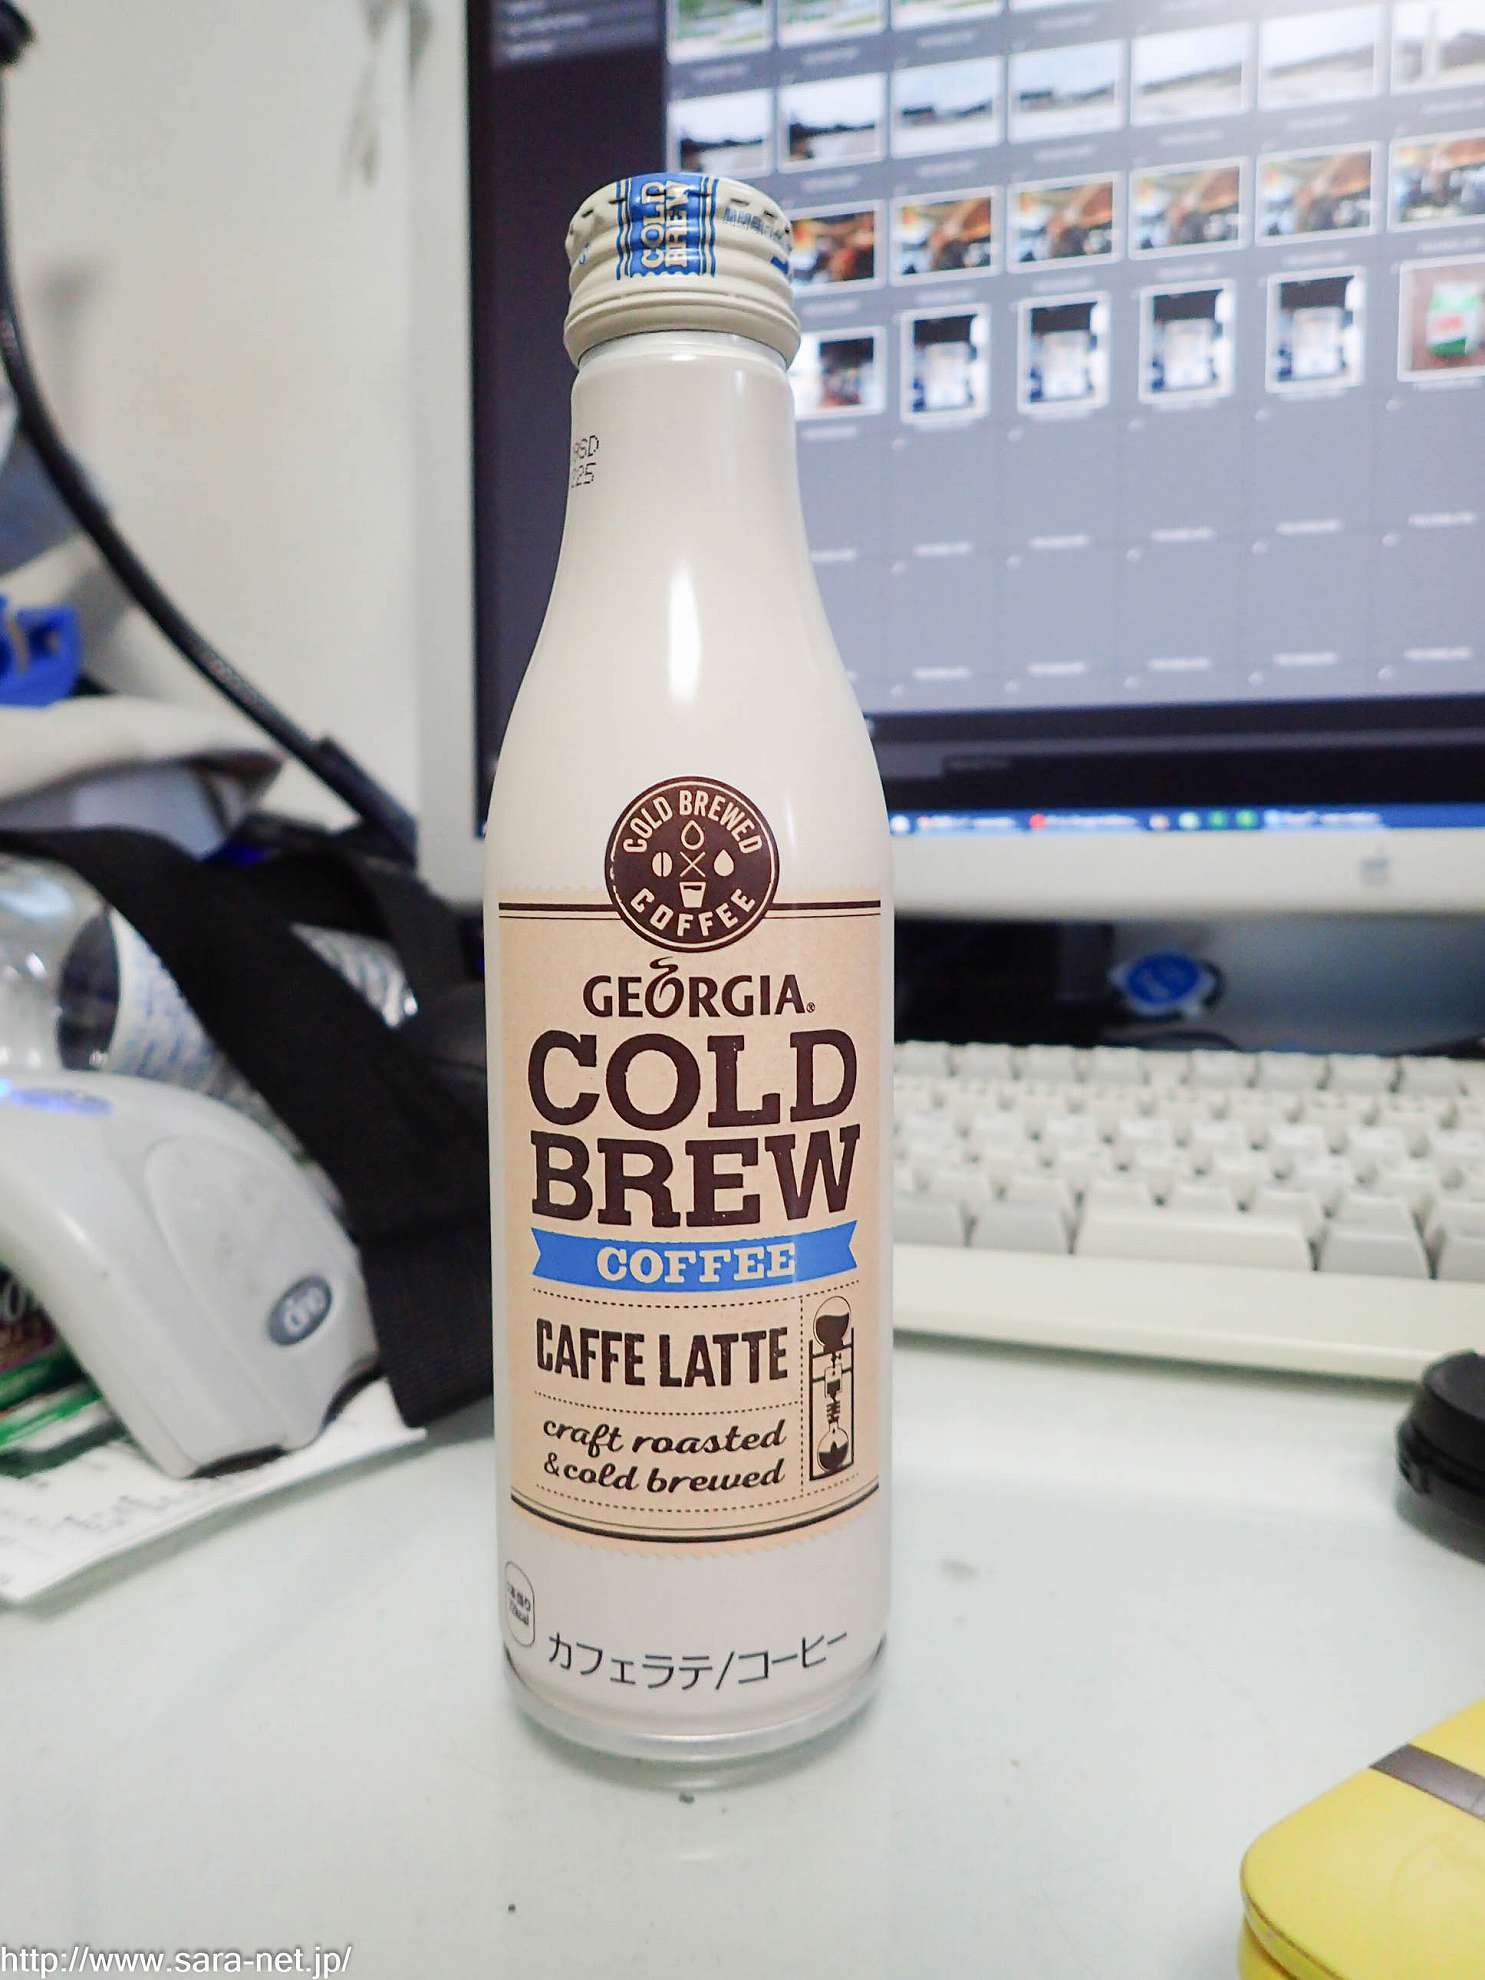 COLD
BREW
COLD BREWED
COFFEE
GEORGIA®
COLD
BREW
COFFEE
CAFFE LATTE
craft roasted
& cold brewed
カフェラテ/コーヒー
http://www.sara-net.jp/